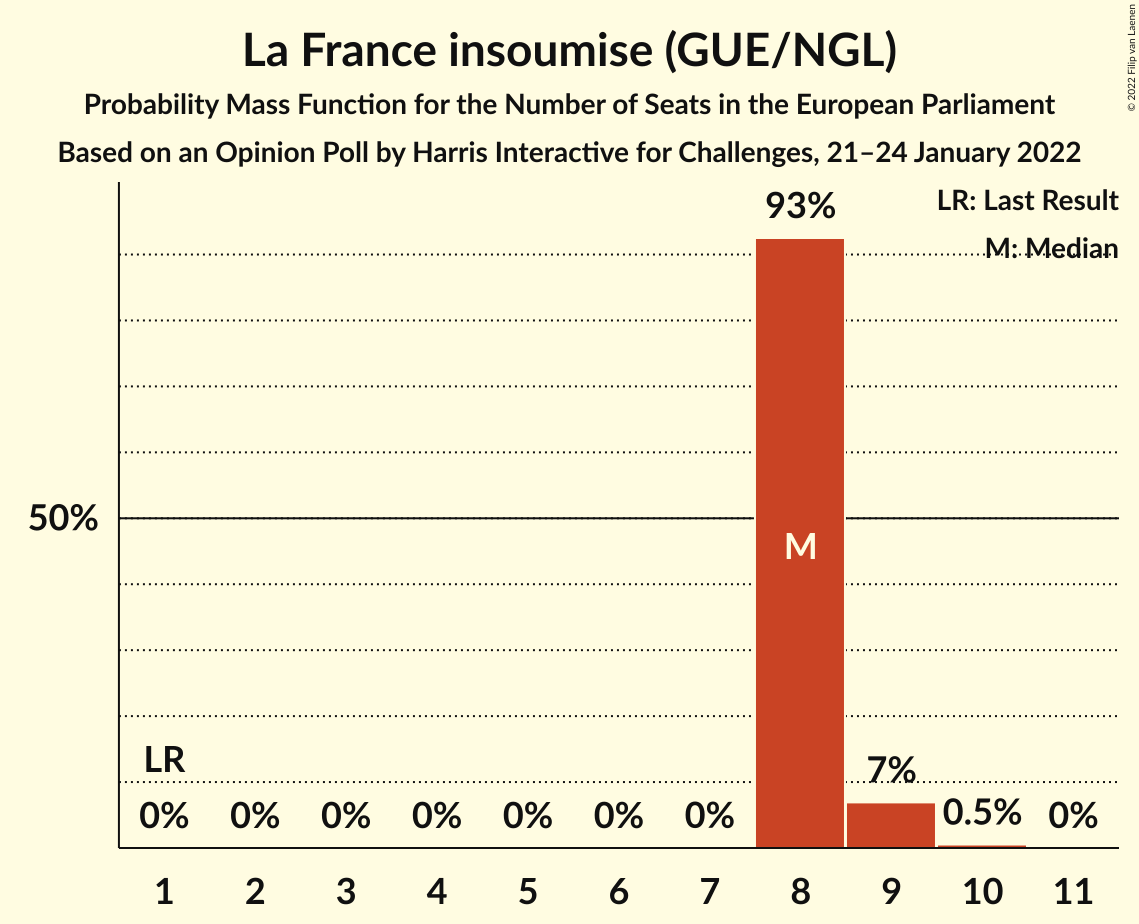 La France insoumise (GUE/NGL)
Probability Mass Function for the Number of Seats in the European Parliament
Based on an Opinion Poll by Harris Interactive for Challenges, 21–24 January 2022
© 2022 Filip van Laenen
LR: Last Result
M: Median
93%
50%
M
LR
7%
0% 0% 0% 0% 0% 0% 0% 0.5% 0%
1 2 3 4 5 6 7 8 9 10 11